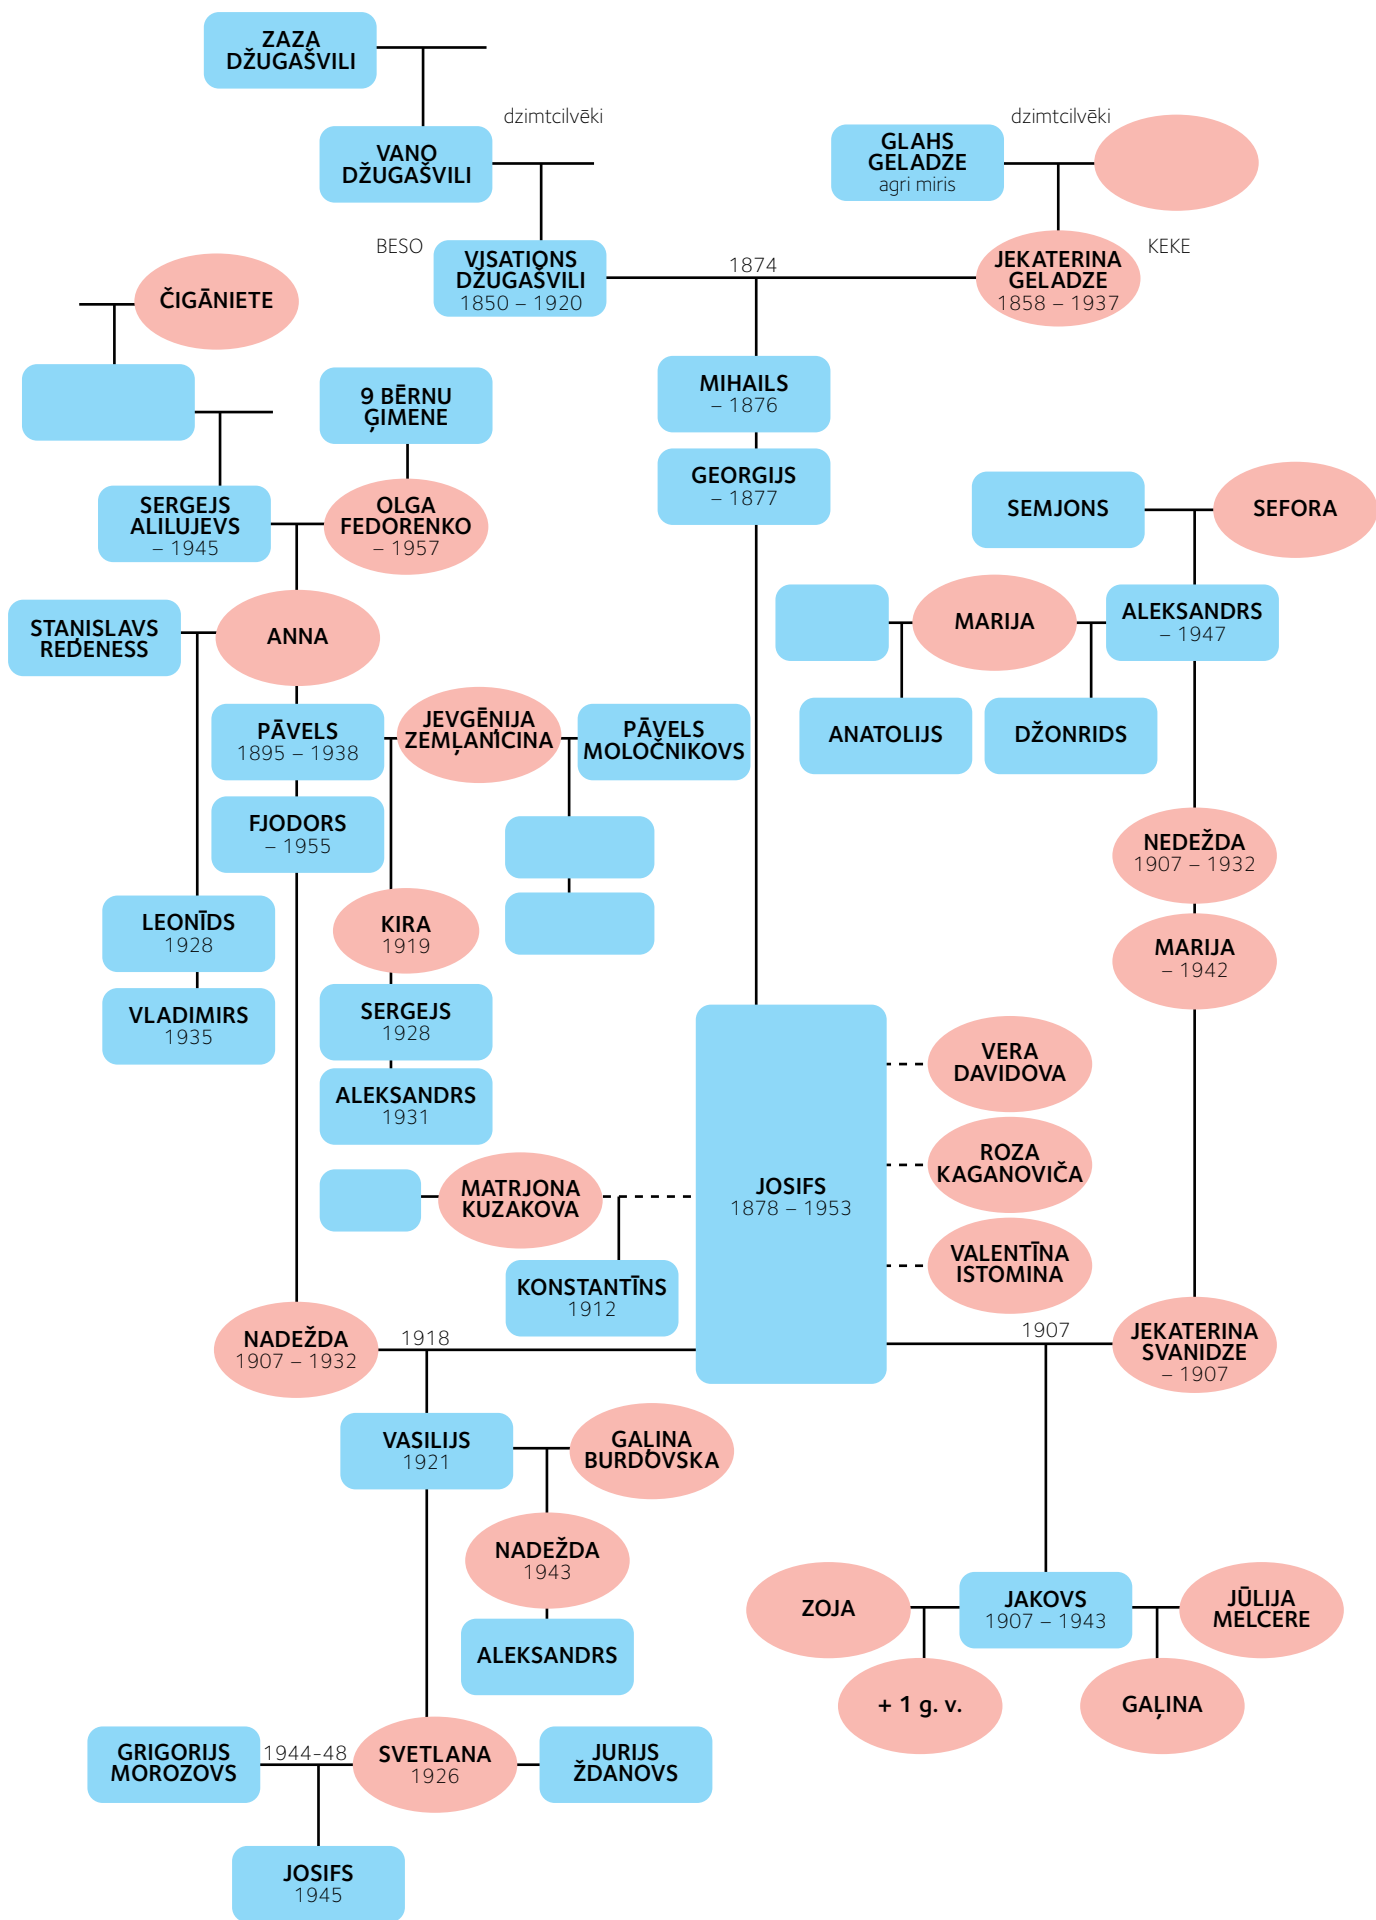 ZAZA
DŽUGAŠVILI
dzimtcilvēki
VANO
DŽUGAŠVILI
dzimtcilvēki
GLAHS
GELADZE
agri miris
BESO
VISATIONS
DŽUGAŠVILI
1850 – 1920
1874
JEKATERINA
GELADZE
1858 – 1937
KEKE
ČIGĀNIETE
9 BĒRNU
ĢIMENE
MIHAILS
– 1876
GEORGIJS
– 1877
SERGEJS
ALILUJEVS
– 1945
OLGA
FEDORENKO
– 1957
SEMJONS
SEFORA
STAŅISLAVS
REDENESS
ANNA
MARIJA
ALEKSANDRS
– 1947
PĀVELS
1895 – 1938
JEVGĒŅIJA
ZEMĻAŅICINA
PĀVELS
MOLOČNIKOVS
ANATOLIJS
DŽONRIDS
FJODORS
– 1955
NEDEŽDA
1907 – 1932
LEONĪDS
1928
KIRA
1919
MARIJA
– 1942
VLADIMIRS
1935
SERGEJS
1928
ALEKSANDRS
1931
VERA
DAVIDOVA
ROZA
KAGANOVIČA
MATRJONA
KUZAKOVA
JOSIFS
1878 – 1953
VALENTĪNA
ISTOMINA
KONSTANTĪNS
1912
NADEŽDA
1907 – 1932
1918
1907
JEKATERINA
SVANIDZE
– 1907
VASILIJS
1921
GAĻINA
BURDOVSKA
NADEŽDA
1943
ALEKSANDRS
ZOJA
JAKOVS
1907 – 1943
JŪLIJA
MELCERE
+ 1 g. v.
GAĻINA
GRIGORIJS
MOROZOVS
1944-48
SVETLANA
1926
JURIJS
ŽDANOVS
JOSIFS
1945